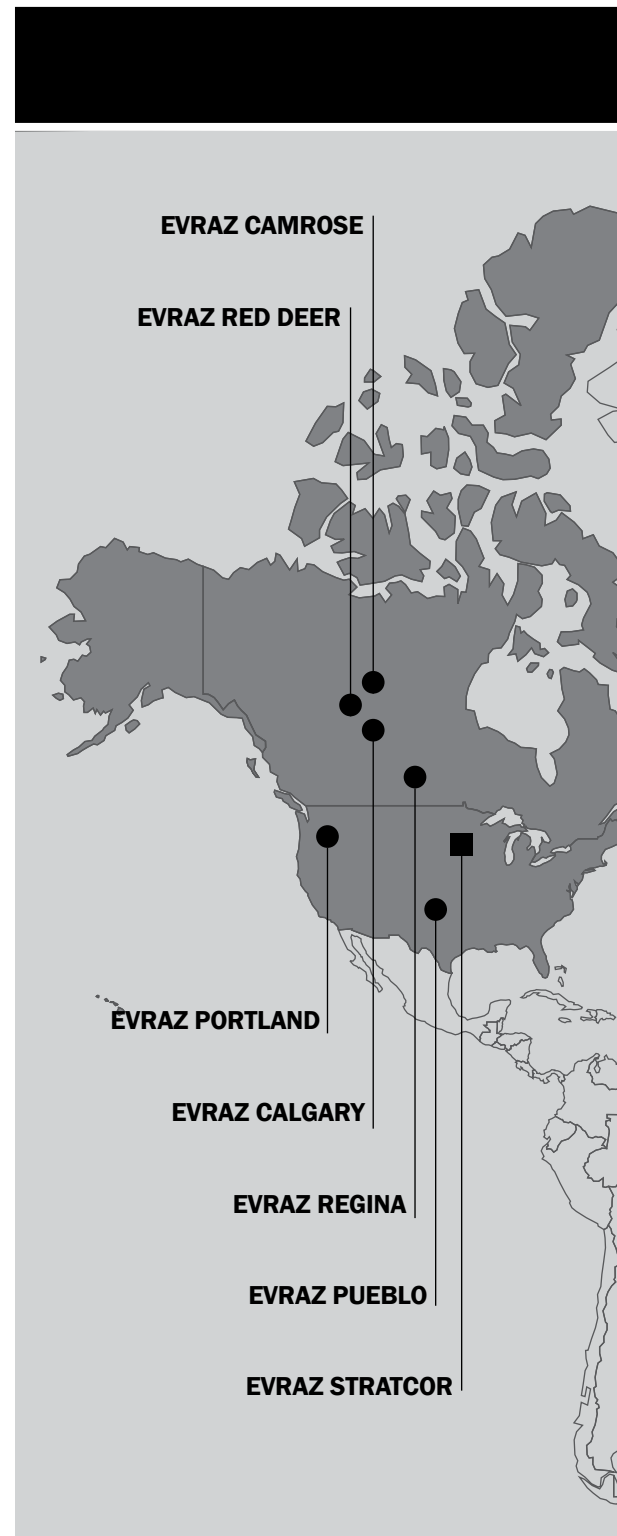 EVRAZ CAMROSE
EVRAZ RED DEER
EVRAZ PORTLAND
EVRAZ CALGARY
EVRAZ REGINA
EVRAZ PUEBLO
EVRAZ STRATCOR